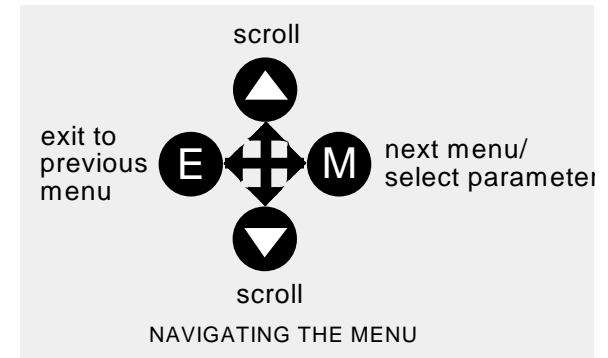 scroll
exit to
previous
menu
E
M
next menu/
select parameter
scroll
NAVIGATING THE MENU